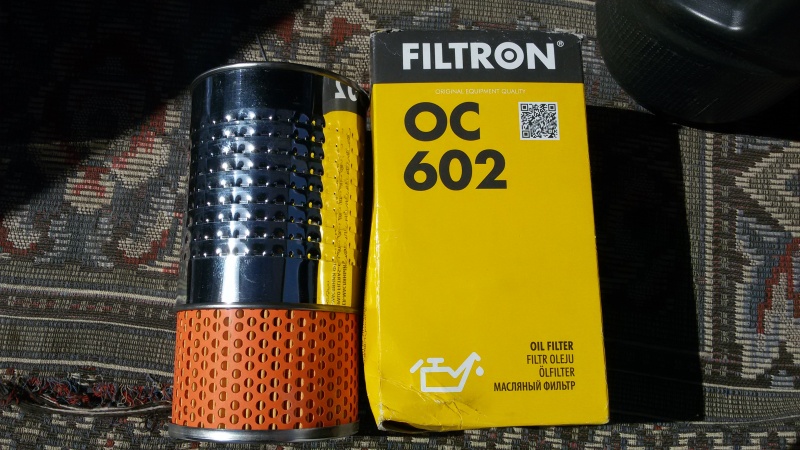 FILTRON®
ORIGINAL EQUIPMENT QUALITY
OC
602
OIL FILTER
FILTR OLEJU
ÖLFILTER
МАСЛЯНЫЙ ФИЛЬТР